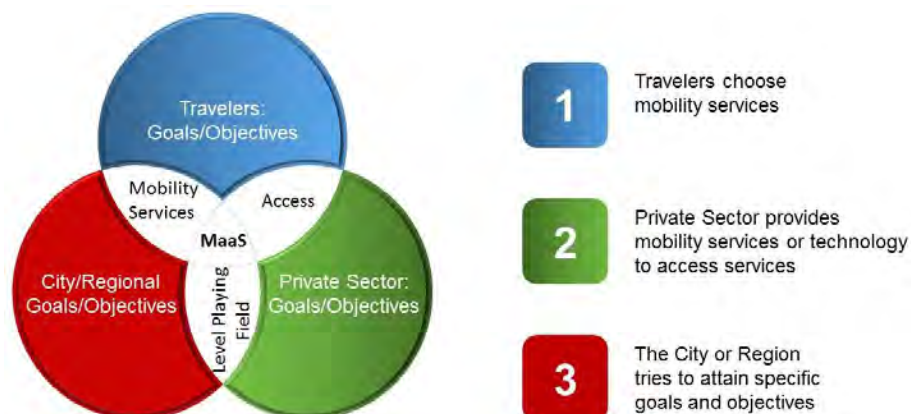 Travelers:
Goals/Objectives
Mobility
Services
Access
MaaS
City/Regional
Goals/Objectives
Level Playing
Field
Private Sector:
Goals/Objectives
1
Travelers choose
mobility services
2
Private Sector provides
mobility services or technology
to access services
3
The City or Region
tries to attain specific
goals and objectives